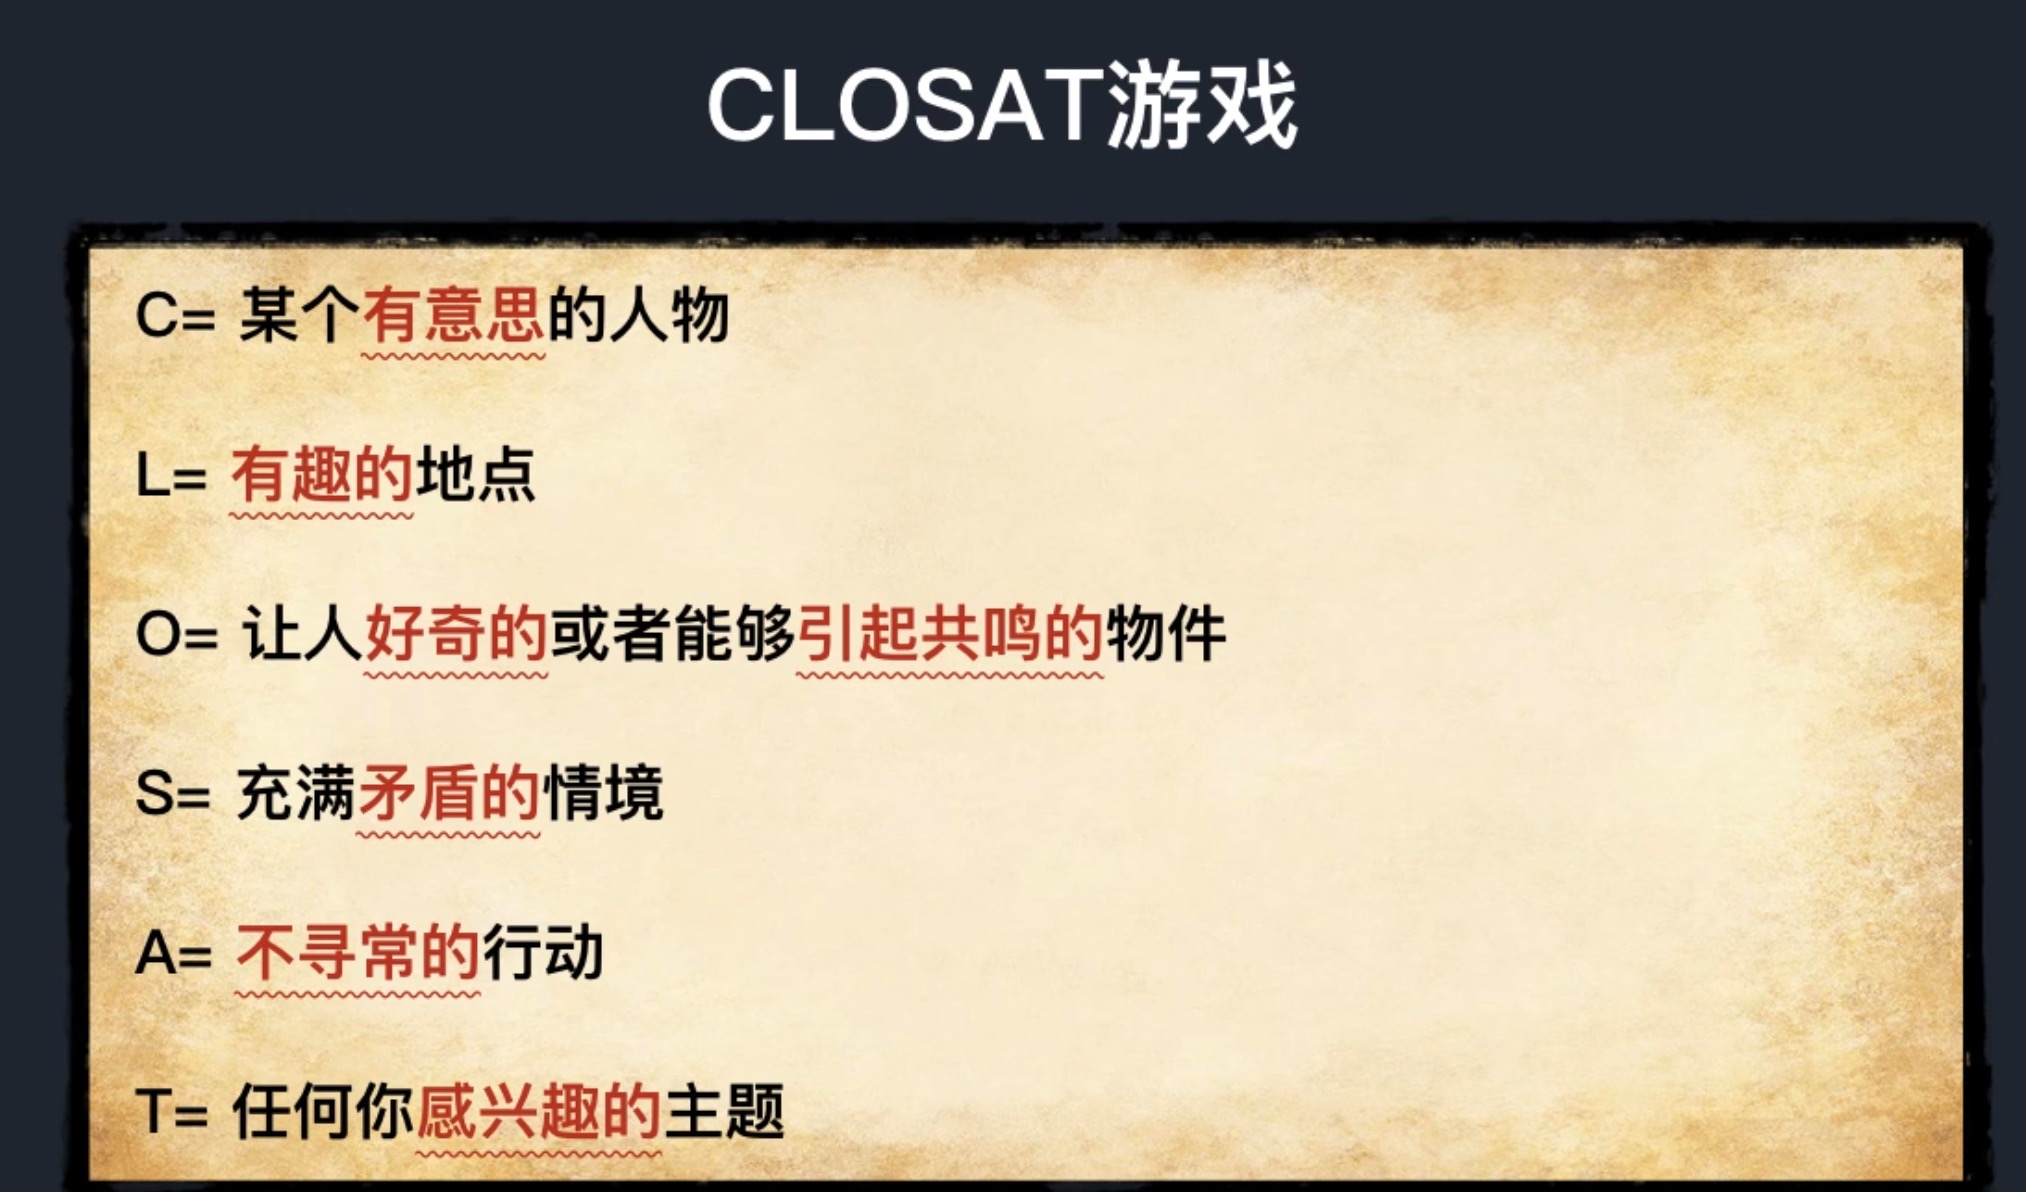 CLOSAT游戏
C= 某个有意思的人物
L= 有趣的地点
O= 让人好奇的或者能够引起共鸣的物件
S= 充满矛盾的情境
A= 不寻常的行动
T= 任何你感兴趣的主题